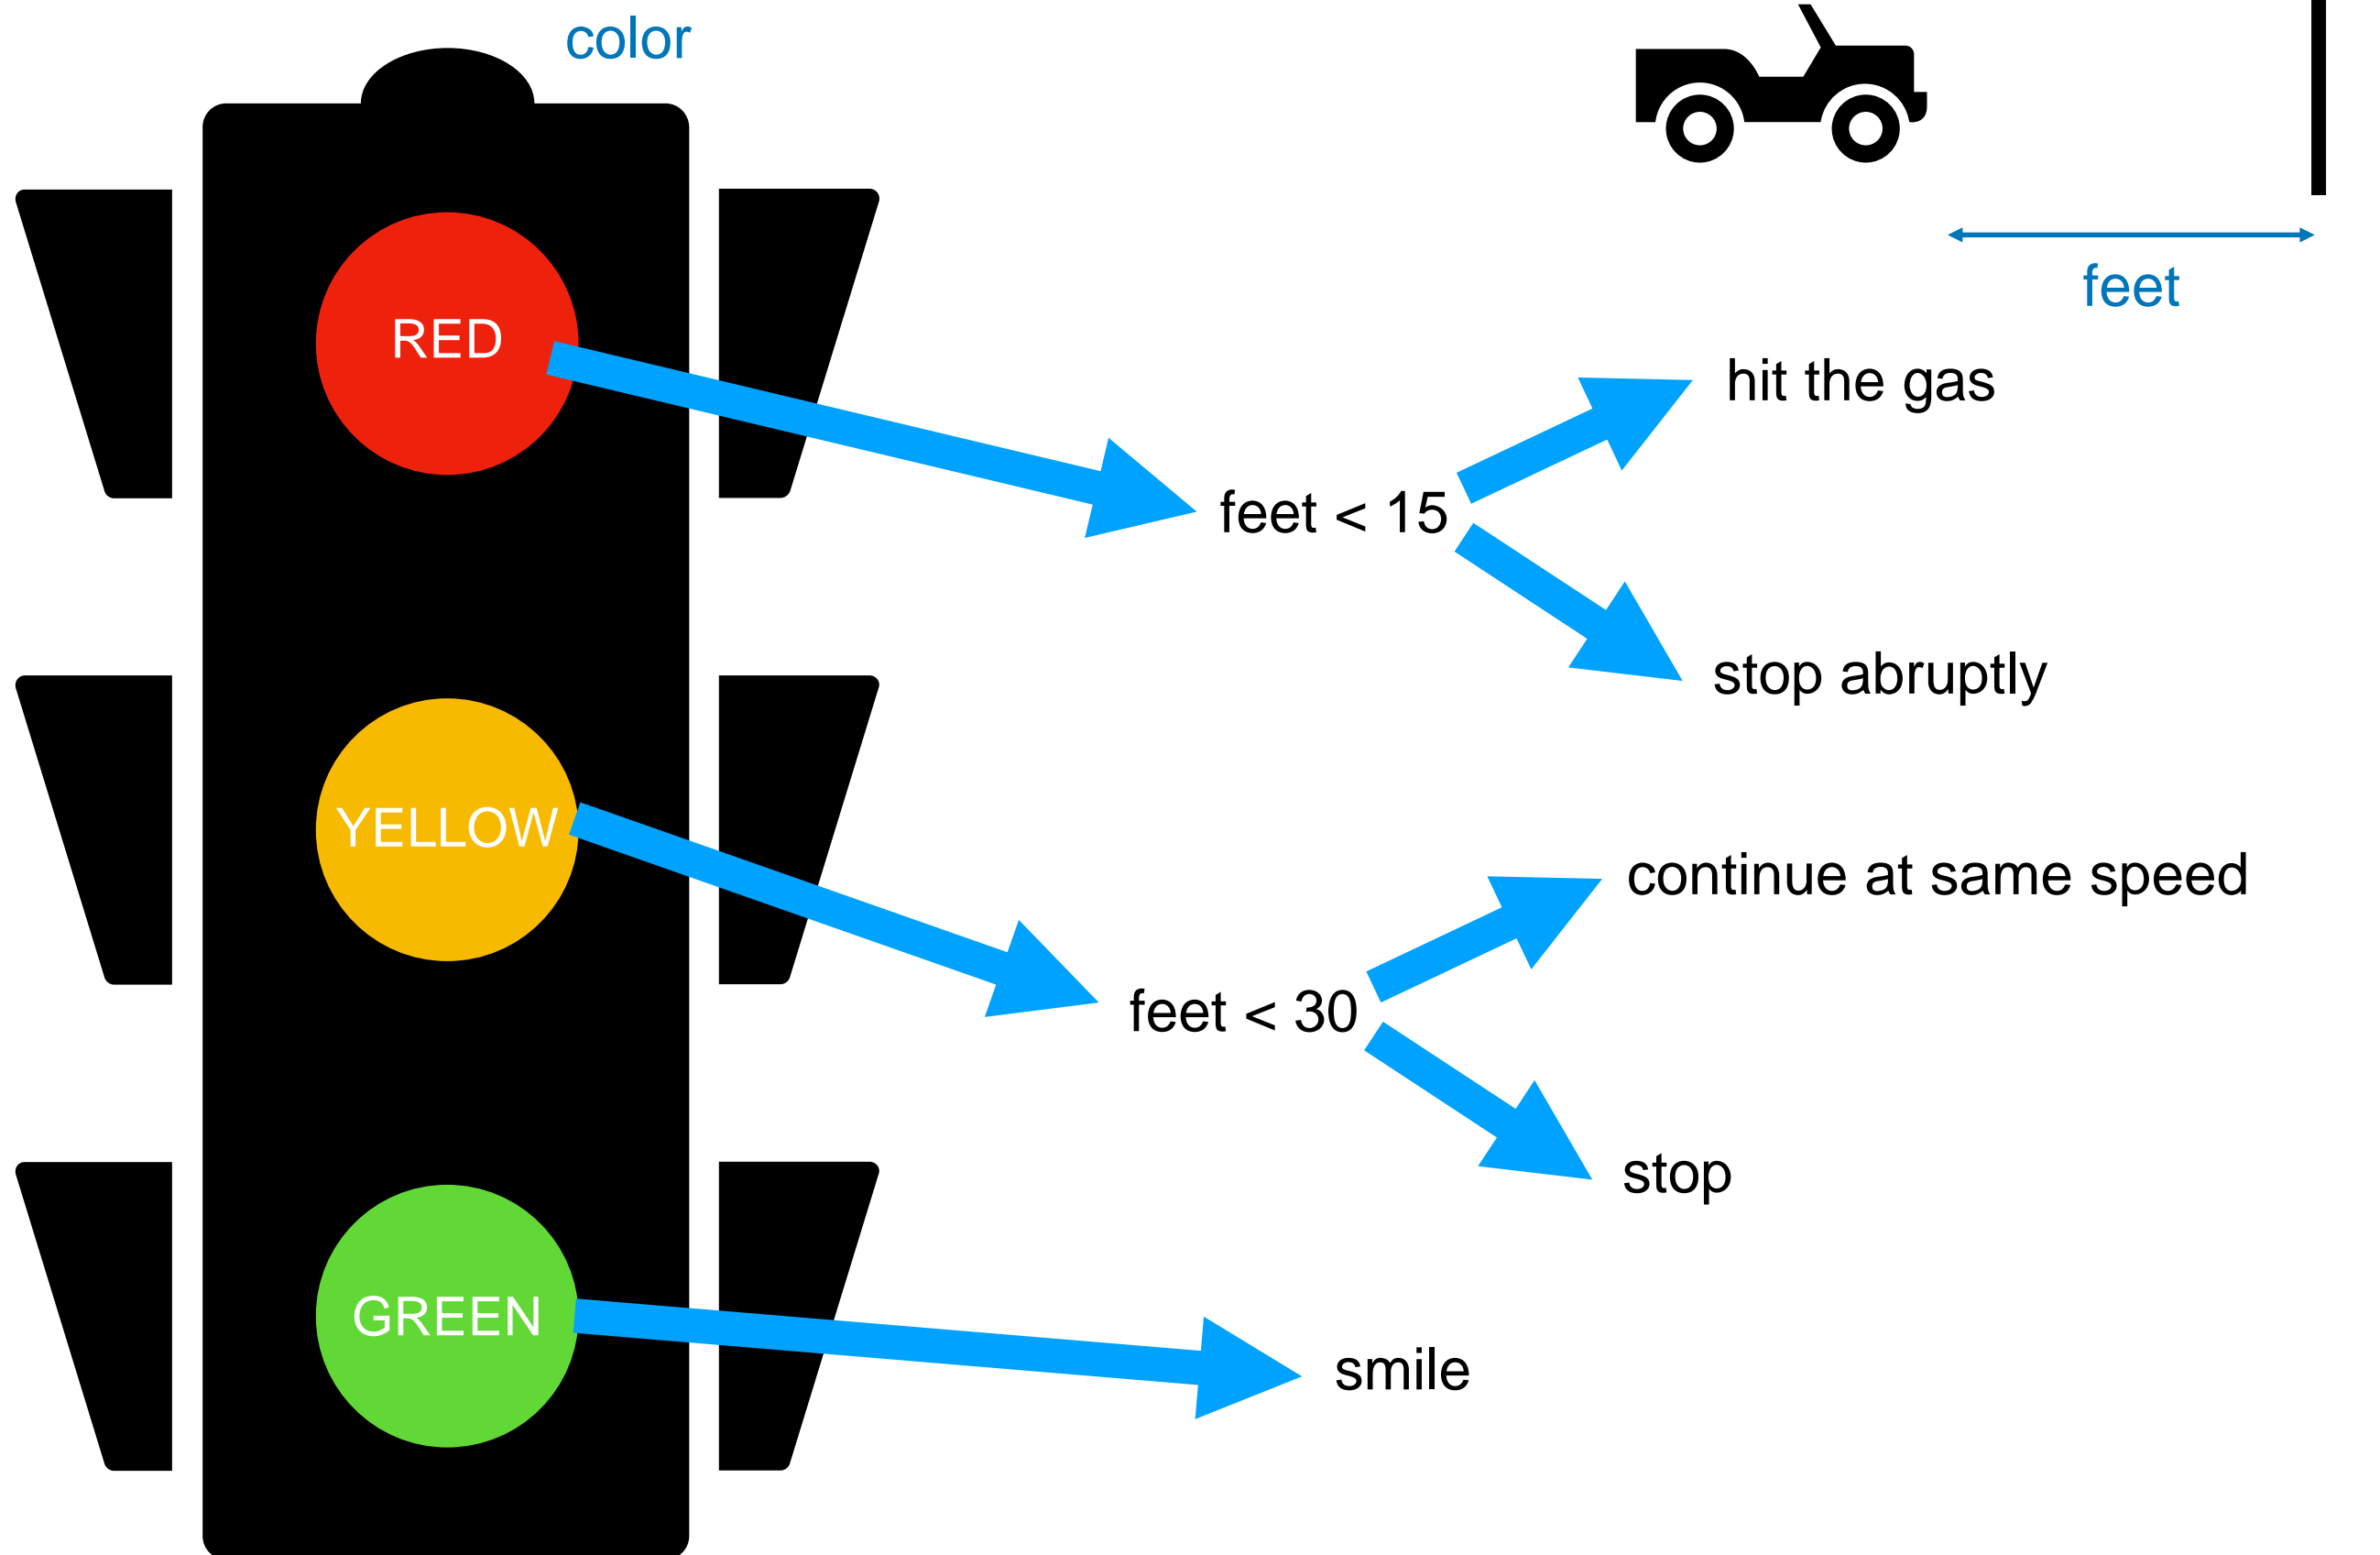 color
feet
RED
hit the gas
feet < 15
stop abruptly
YELLOW
continue at same speed
feet < 30
stop
GREEN
smile